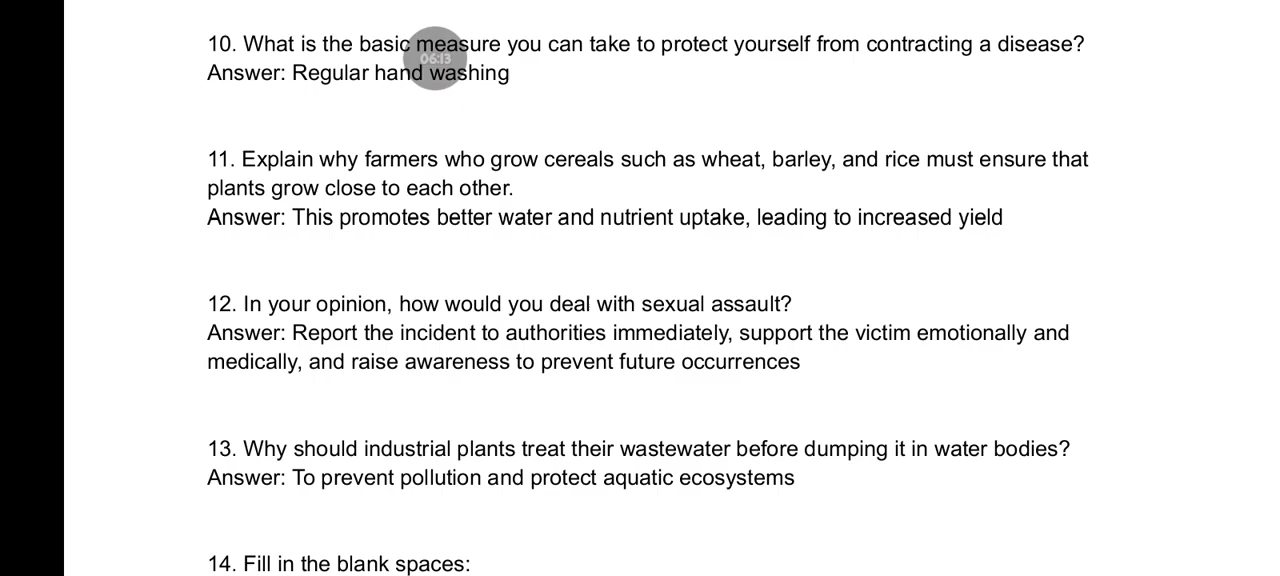 10. What is the basic measure you can take to protect yourself from contracting a disease?
06:13
Answer: Regular hand washing
11. Explain why farmers who grow cereals such as wheat, barley, and rice must ensure that
plants grow close to each other.
Answer: This promotes better water and nutrient uptake, leading to increased yield
12. In your opinion, how would you deal with sexual assault?
Answer: Report the incident to authorities immediately, support the victim emotionally and
medically, and raise awareness to prevent future occurrences
13. Why should industrial plants treat their wastewater before dumping it in water bodies?
Answer: To prevent pollution and protect aquatic ecosystems
14. Fill in the blank spaces: